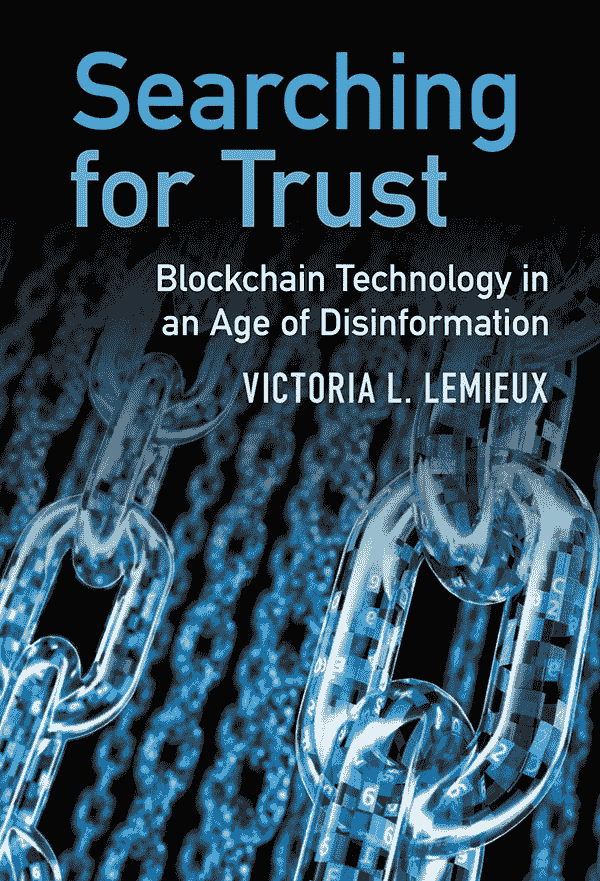 Searching
for Trust
Blockchain Technology in
an Age of Disinformation
VICTORIA L. LEMIEUX